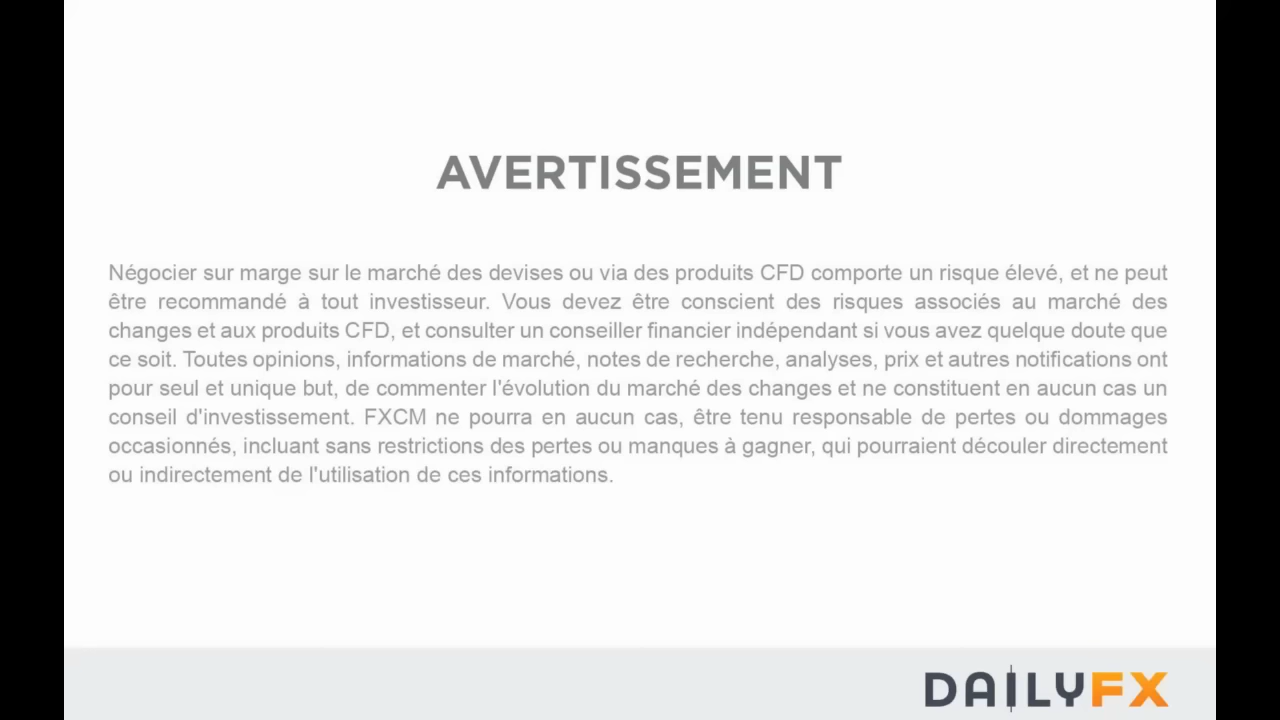 AVERTISSEMENT
Négocier sur marge sur le marché des devises ou via des produits CFD comporte un risque élevé, et ne peut
être recommandé à tout investisseur. Vous devez être conscient des risques associés au marché des
changes et aux produits CFD, et consulter un conseiller financier indépendant si vous avez quelque doute que
ce soit. Toutes opinions, informations de marché, notes de recherche, analyses, prix et autres notifications ont
pour seul et unique but, de commenter l'évolution du marché des changes et ne constituent en aucun cas un
conseil d'investissement. FXCM ne pourra en aucun cas, être tenu responsable de pertes ou dommages
occasionnés, incluant sans restrictions des pertes ou manques à gagner, qui pourraient découler directement
ou indirectement de l'utilisation de ces informations.
DAILYFX